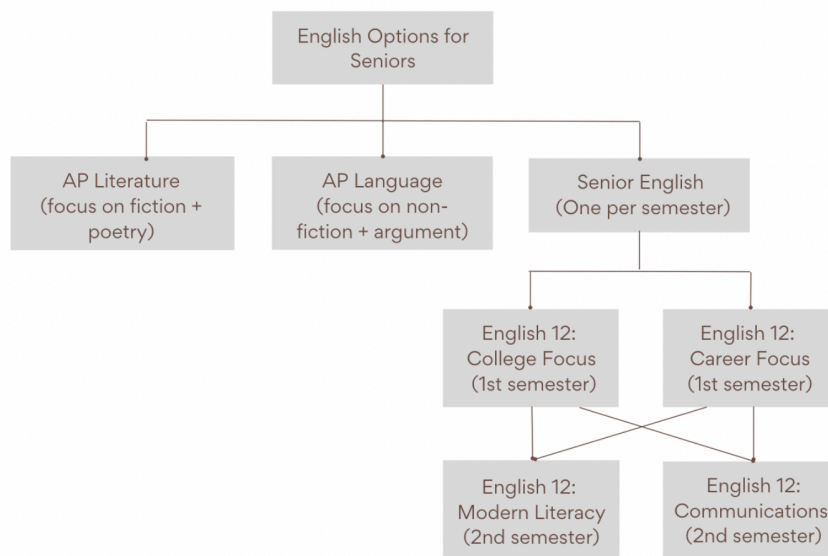 English Options for
Seniors
AP Literature
(focus on fiction +
poetry)
AP Language
(focus on non-
fiction + argument)
Senior English
(One per semester)
English 12:
College Focus
(1st semester)
English 12:
Career Focus
(1st semester)
English 12:
Modern Literacy
(2nd semester)
English 12:
Communications
(2nd semester)